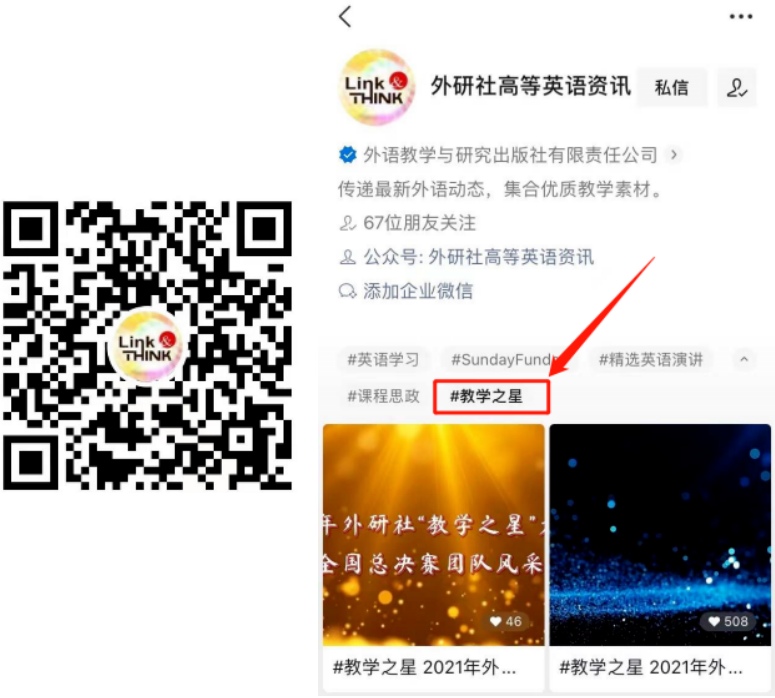 Link &
THINK
Link &
THINK
外研社高等英语资讯
私信
外语教学与研究出版社有限责任公司
传递最新外语动态，集合优质教学素材。
67位朋友关注
公众号: 外研社高等英语资讯
添加企业微信
#英语学习
#SundayFund
#精选英语演讲
#课程思政
#教学之星
年外研社“教学之星”
全国总决赛团队风采
46
508
#教学之星 2021年外...
#教学之星 2021年外...